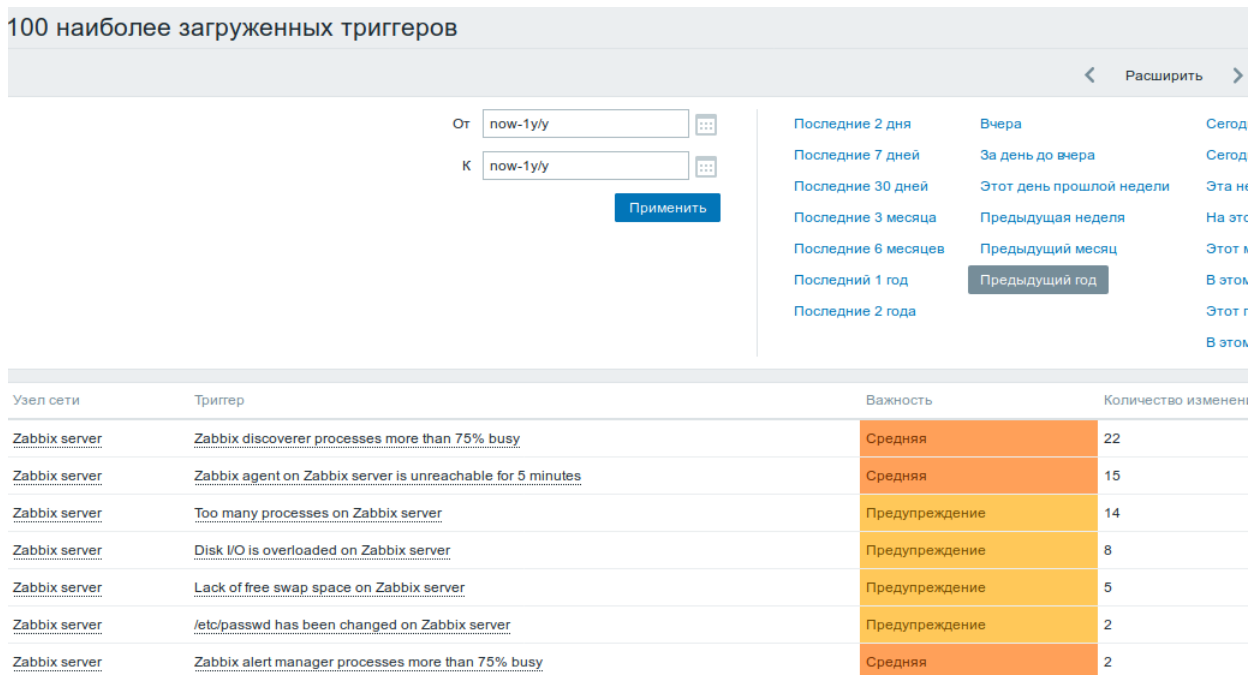 100 наиболее загруженных триггеров
Расширить
От now-1y/y
К now-1y/y
Применить
Последние 2 дня Вчера
Последние 7 дней За день до вчера
Последние 30 дней Этот день прошлой недели Эта
Последние 3 месяца Предыдущая неделя На
Последние 6 месяцев Предыдущий месяц Этот
Последний 1 год Предыдущий год В
Последние 2 года Этот
В
Узел сети Триггер Важность Количество
Zabbix server Zabbix discoverer processes more than 75% busy Средняя 22
Zabbix server Zabbix agent on Zabbix server is unreachable for 5 minutes Средняя 15
Zabbix server Too many processes on Zabbix server Предупреждение 14
Zabbix server Disk I/O is overloaded on Zabbix server Предупреждение 8
Zabbix server Lack of free swap space on Zabbix server Предупреждение 5
Zabbix server /etc/passwd has been changed on Zabbix server Предупреждение 2
Zabbix server Zabbix alert manager processes more than 75% busy Средняя 2